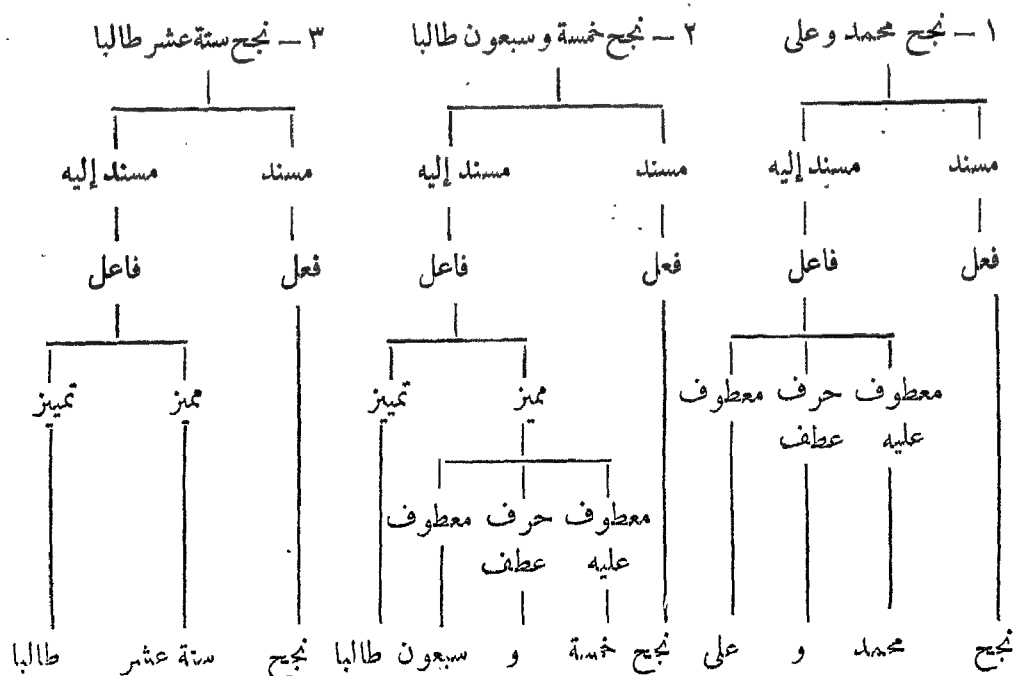 ١ – نجح محمد وعلى ٢ – نجح خمسة وسبعون طالبا ٣ – نجح ستة عشر طالبا
مسند مسند إليه مسند مسند إليه مسند مسند إليه
فعل فاعل فعل فاعل فعل فاعل
معطوف حرف معطوف مميز تمييز مميز تمييز
عليه عطف
معطوف حرف معطوف
عليه عطف
نجح محمد و على نجح خمسة و سبعون طالبا نجح ستة عشر طالبا